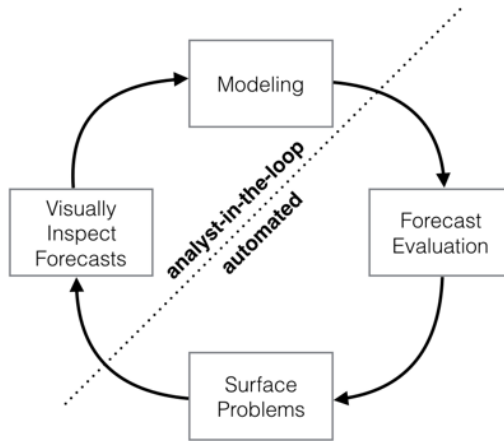 Modeling
analyst-in-the-loop
automated
Visually
Inspect
Forecasts
Forecast
Evaluation
Surface
Problems